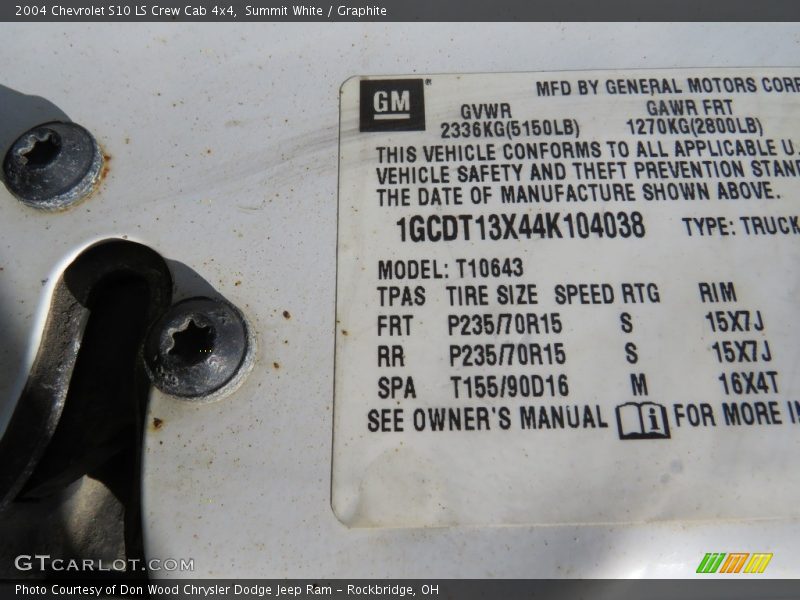 2004 Chevrolet S10 LS Crew Cab 4x4, Summit White / Graphite
MFD BY GENERAL MOTORS CORP
GM
GVWR GAWR FRT
2336KG(5150LB) 1270KG(2800LB)
THIS VEHICLE CONFORMS TO ALL APPLICABLE U.
VEHICLE SAFETY AND THEFT PREVENTION STAN
THE DATE OF MANUFACTURE SHOWN ABOVE.
1GCDT13X44K104038 TYPE: TRUCK
MODEL: T10643
TPAS TIRE SIZE SPEED RTG RIM
FRT P235/70R15 S 15X7J
RR P235/70R15 S 15X7J
SPA T155/90D16 M 16X4T
SEE OWNER'S MANUAL i FOR MORE IN
GTCARLOT.COM
Photo Courtesy of Don Wood Chrysler Dodge Jeep Ram - Rockbridge, OH